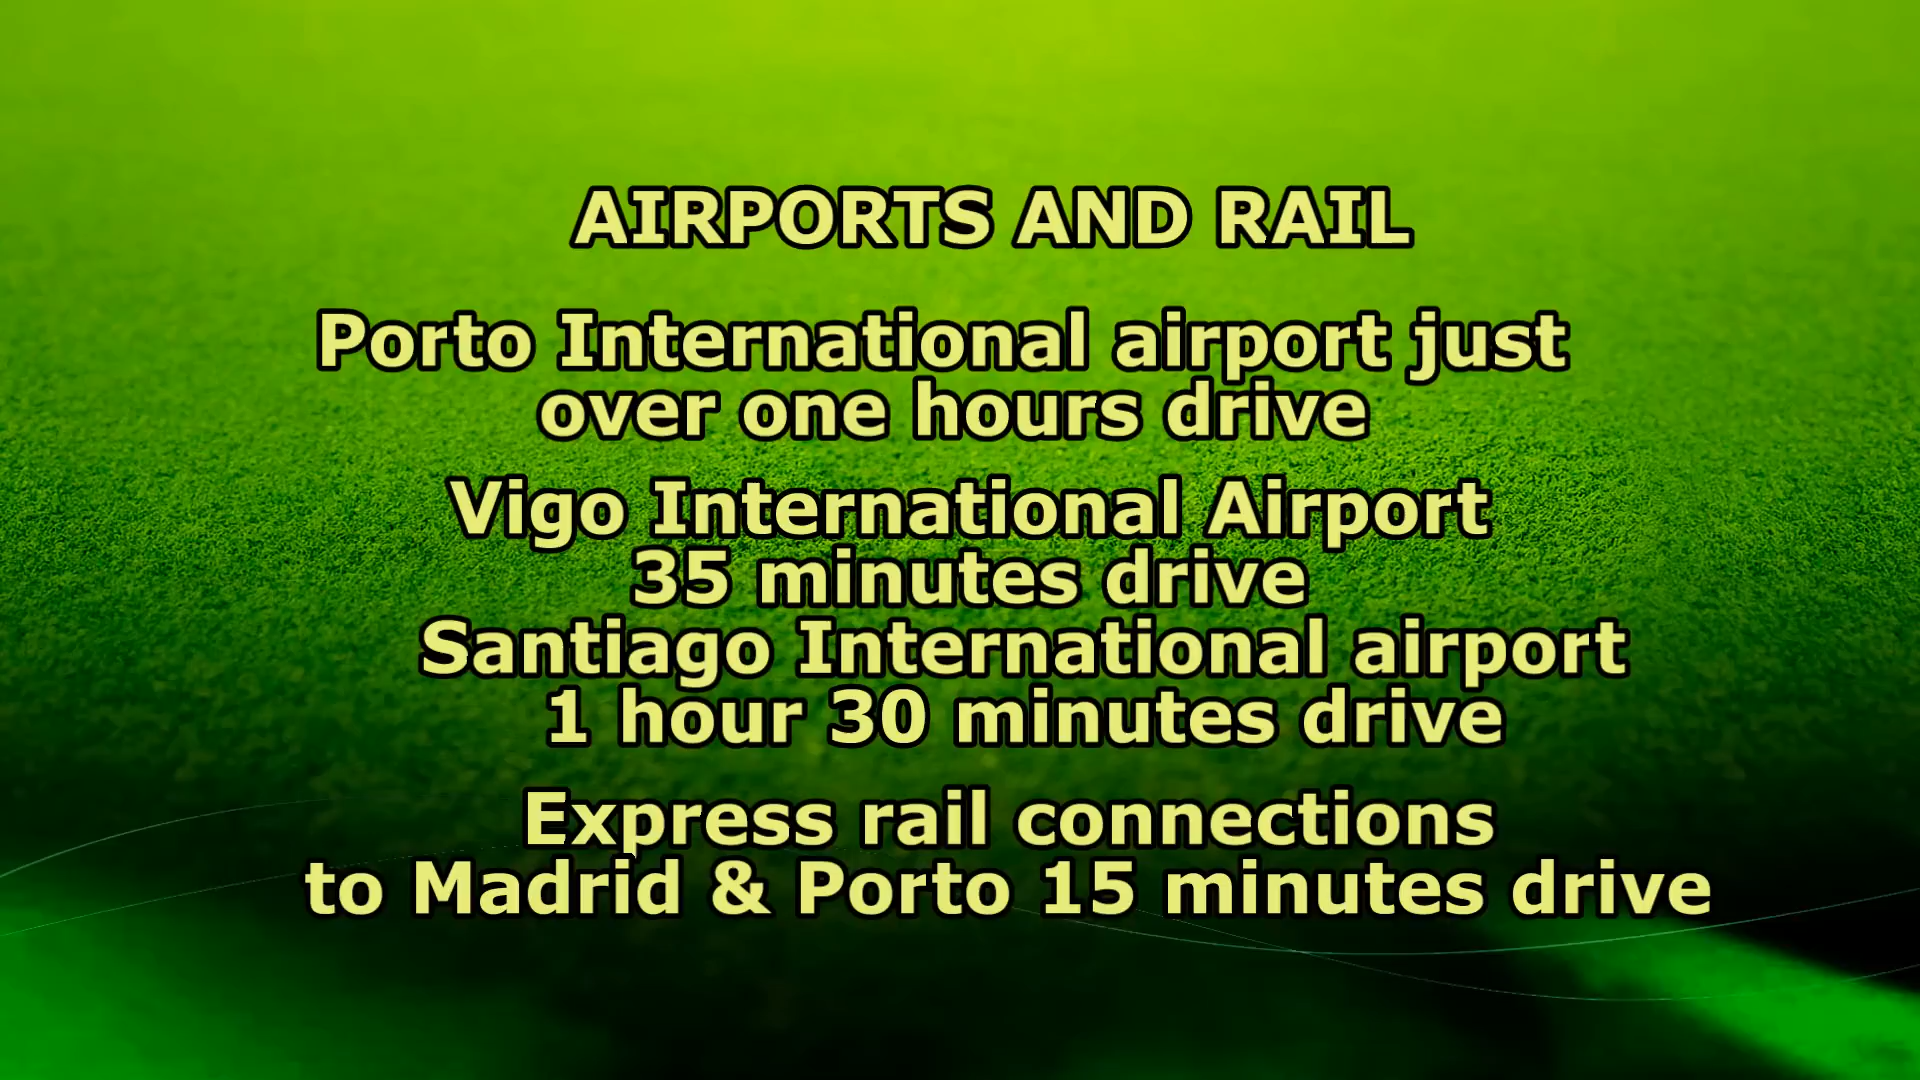 AIRPORTS AND RAIL
Porto International airport just
over one hours drive
Vigo International Airport
35 minutes drive
Santiago International airport
1 hour 30 minutes drive
Express rail connections
to Madrid & Porto 15 minutes drive